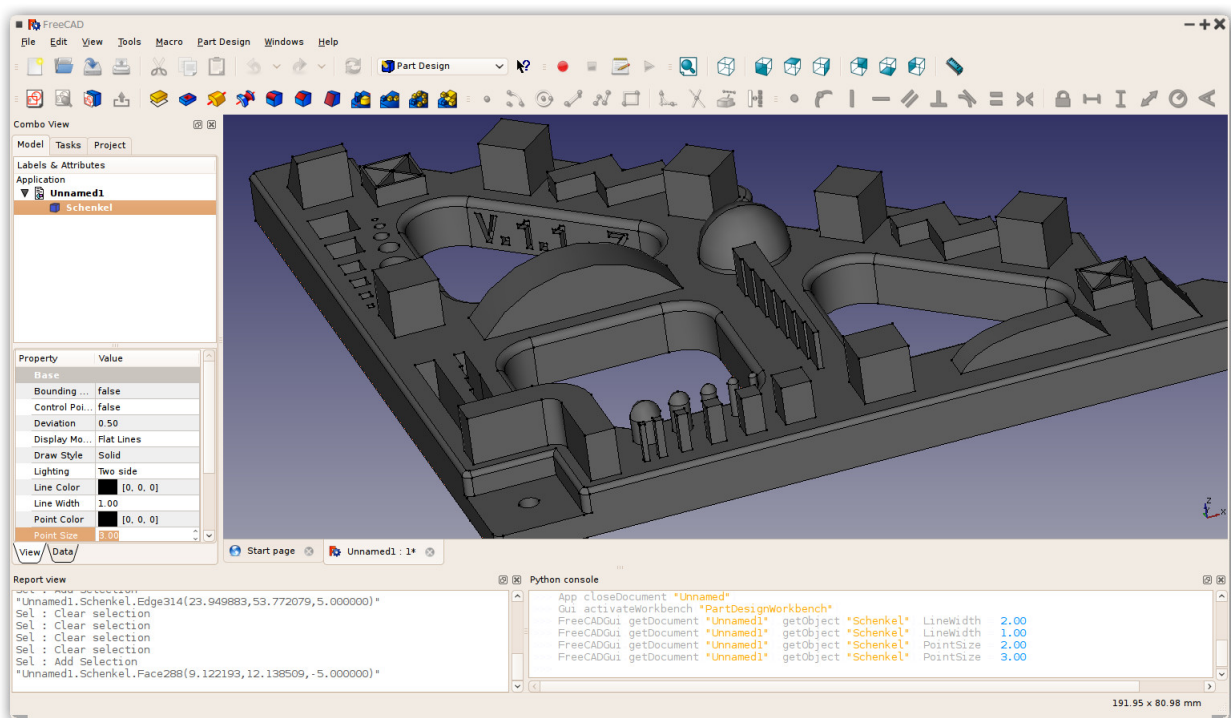 FreeCAD
File Edit View Tools Macro Part Design Windows Help
Part Design
Combo View
Model Tasks Project
Labels & Attributes
Application
Unnamed1
Schenkel
V.1.1 7
Property Value
Base
Bounding ... false
Control Poi... false
Deviation 0.50
Display Mo... Flat Lines
Draw Style Solid
Lighting Two side
Line Color [0, 0, 0]
Line Width 1.00
Point Color [0, 0, 0]
Point Size 3.00
View Data
z
x
Start page Unnamed1 : 1*
Report view
Sel : Add Selection
"Unnamed1.Schenkel.Edge314(23.949883,53.772079,5.000000)"
Sel : Clear selection
Sel : Clear selection
Sel : Clear selection
Sel : Clear selection
Sel : Add Selection
"Unnamed1.Schenkel.Face288(9.122193,12.138509,-5.000000)"
Python console
App closeDocument "Unnamed"
Gui activateWorkbench "PartDesignWorkbench"
FreeCADGui getDocument "Unnamed1" getObject "Schenkel" LineWidth 2.00
FreeCADGui getDocument "Unnamed1" getObject "Schenkel" LineWidth 1.00
FreeCADGui getDocument "Unnamed1" getObject "Schenkel" PointSize 2.00
FreeCADGui getDocument "Unnamed1" getObject "Schenkel" PointSize 3.00
191.95 x 80.98 mm